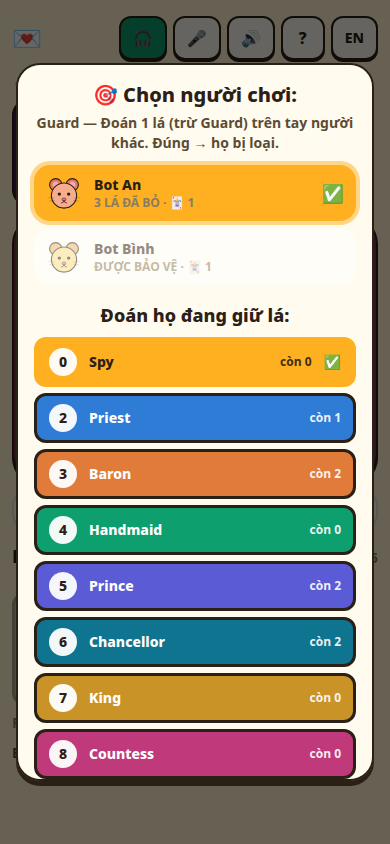 EN
?
🎯 Chọn người chơi:
Guard — Đoán 1 lá (trừ Guard) trên tay người
khác. Đúng → họ bị loại.
Bot An
3 LÁ ĐÃ BỎ · 🃏 1
Bot Bình
ĐƯỢC BẢO VỆ · 🃏 1
Đoán họ đang giữ lá:
0 Spy còn 0
2 Priest còn 1
3 Baron còn 2
4 Handmaid còn 0
5 Prince còn 2
6 Chancellor còn 2
7 King còn 0
8 Countess còn 0